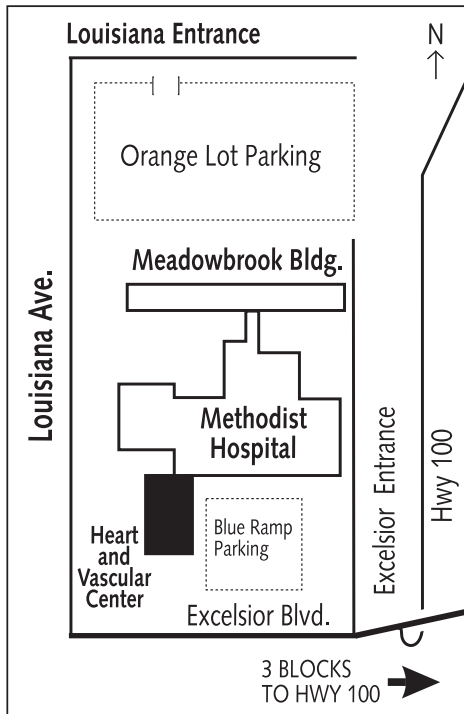 Louisiana Entrance
N
Orange Lot Parking
Meadowbrook Bldg.
Louisiana Ave.
Methodist
Hospital
Excelsior Entrance
Hwy 100
Heart
and
Vascular
Center
Blue Ramp
Parking
Excelsior Blvd.
3 BLOCKS
TO HWY 100